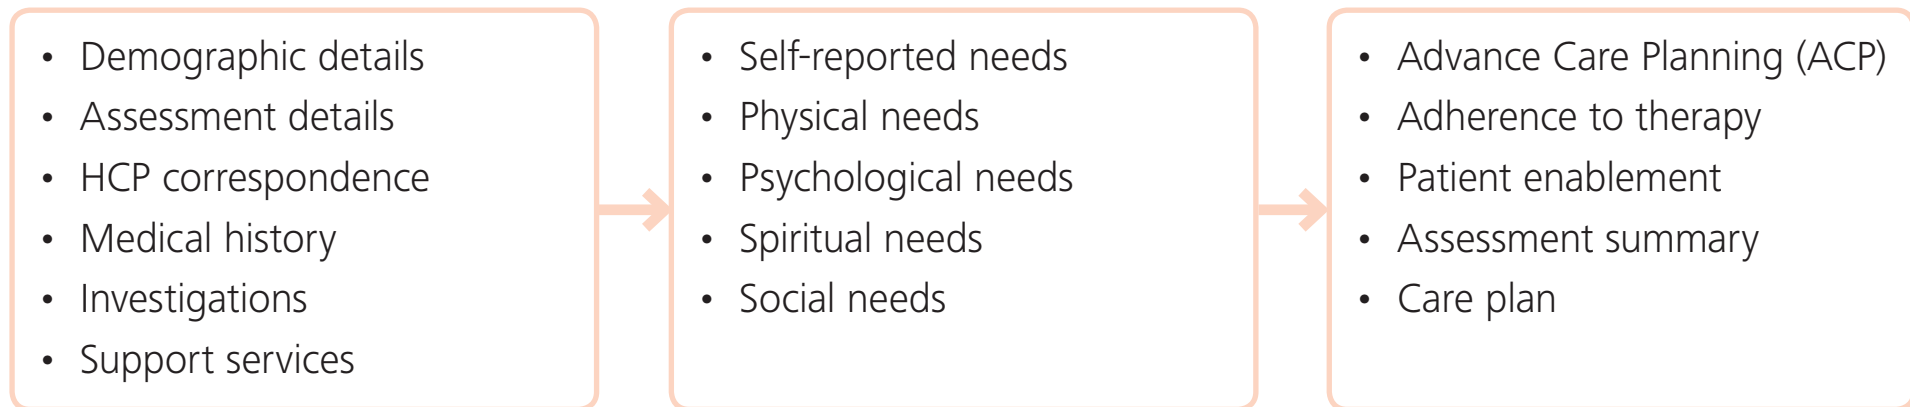 • Demographic details
• Assessment details
• HCP correspondence
• Medical history
• Investigations
• Support services
• Self-reported needs
• Physical needs
• Psychological needs
• Spiritual needs
• Social needs
• Advance Care Planning (ACP)
• Adherence to therapy
• Patient enablement
• Assessment summary
• Care plan